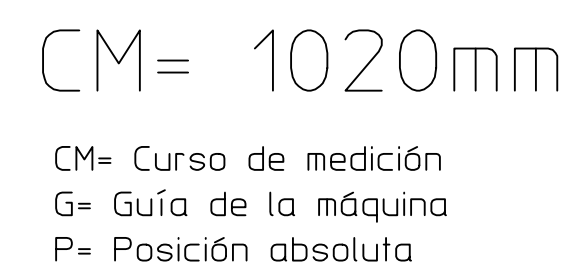 CM= 1020mm
CM= Curso de medición
G= Guía de la máquina
P= Posición absoluta